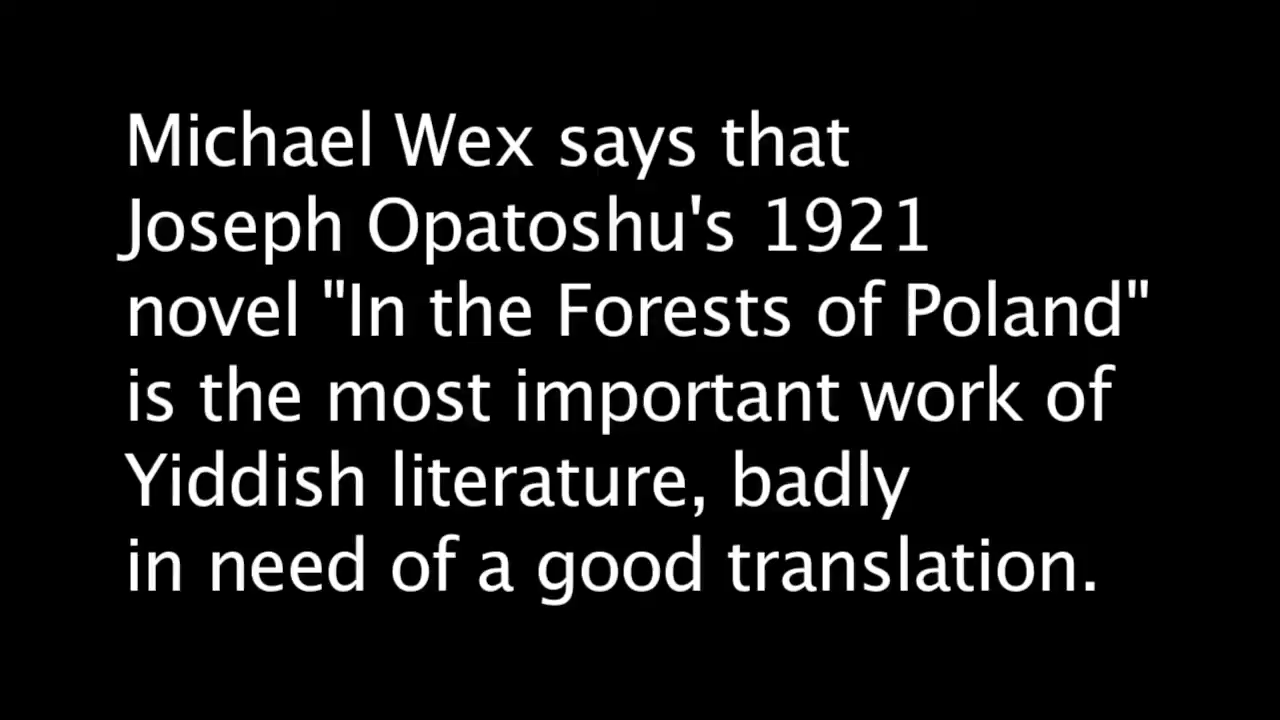 Michael Wex says that
Joseph Opatoshu's 1921
novel "In the Forests of Poland"
is the most important work of
Yiddish literature, badly
in need of a good translation.